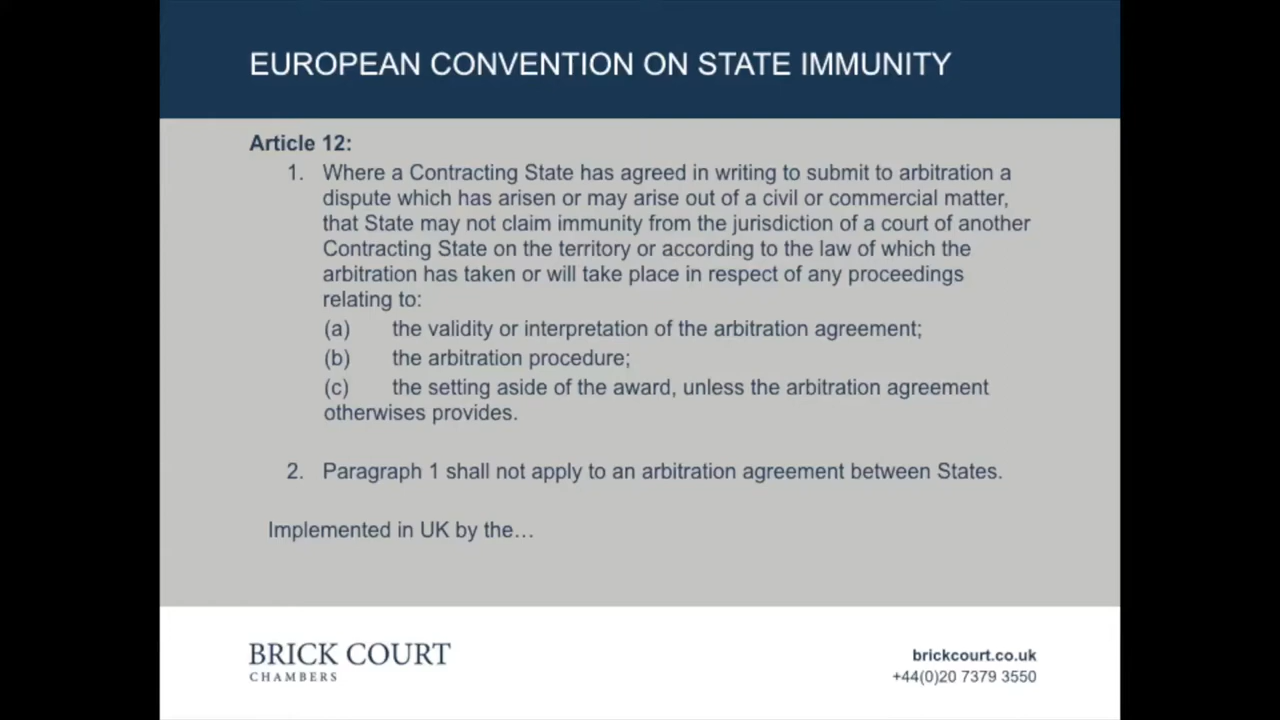 EUROPEAN CONVENTION ON STATE IMMUNITY
Article 12:
1. Where a Contracting State has agreed in writing to submit to arbitration a
dispute which has arisen or may arise out of a civil or commercial matter,
that State may not claim immunity from the jurisdiction of a court of another
Contracting State on the territory or according to the law of which the
arbitration has taken or will take place in respect of any proceedings
relating to:
(a) the validity or interpretation of the arbitration agreement;
(b) the arbitration procedure;
(c) the setting aside of the award, unless the arbitration agreement
otherwises provides.
2. Paragraph 1 shall not apply to an arbitration agreement between States.
Implemented in UK by the…
BRICK COURT
CHAMBERS
brickcourt.co.uk
+44(0)20 7379 3550